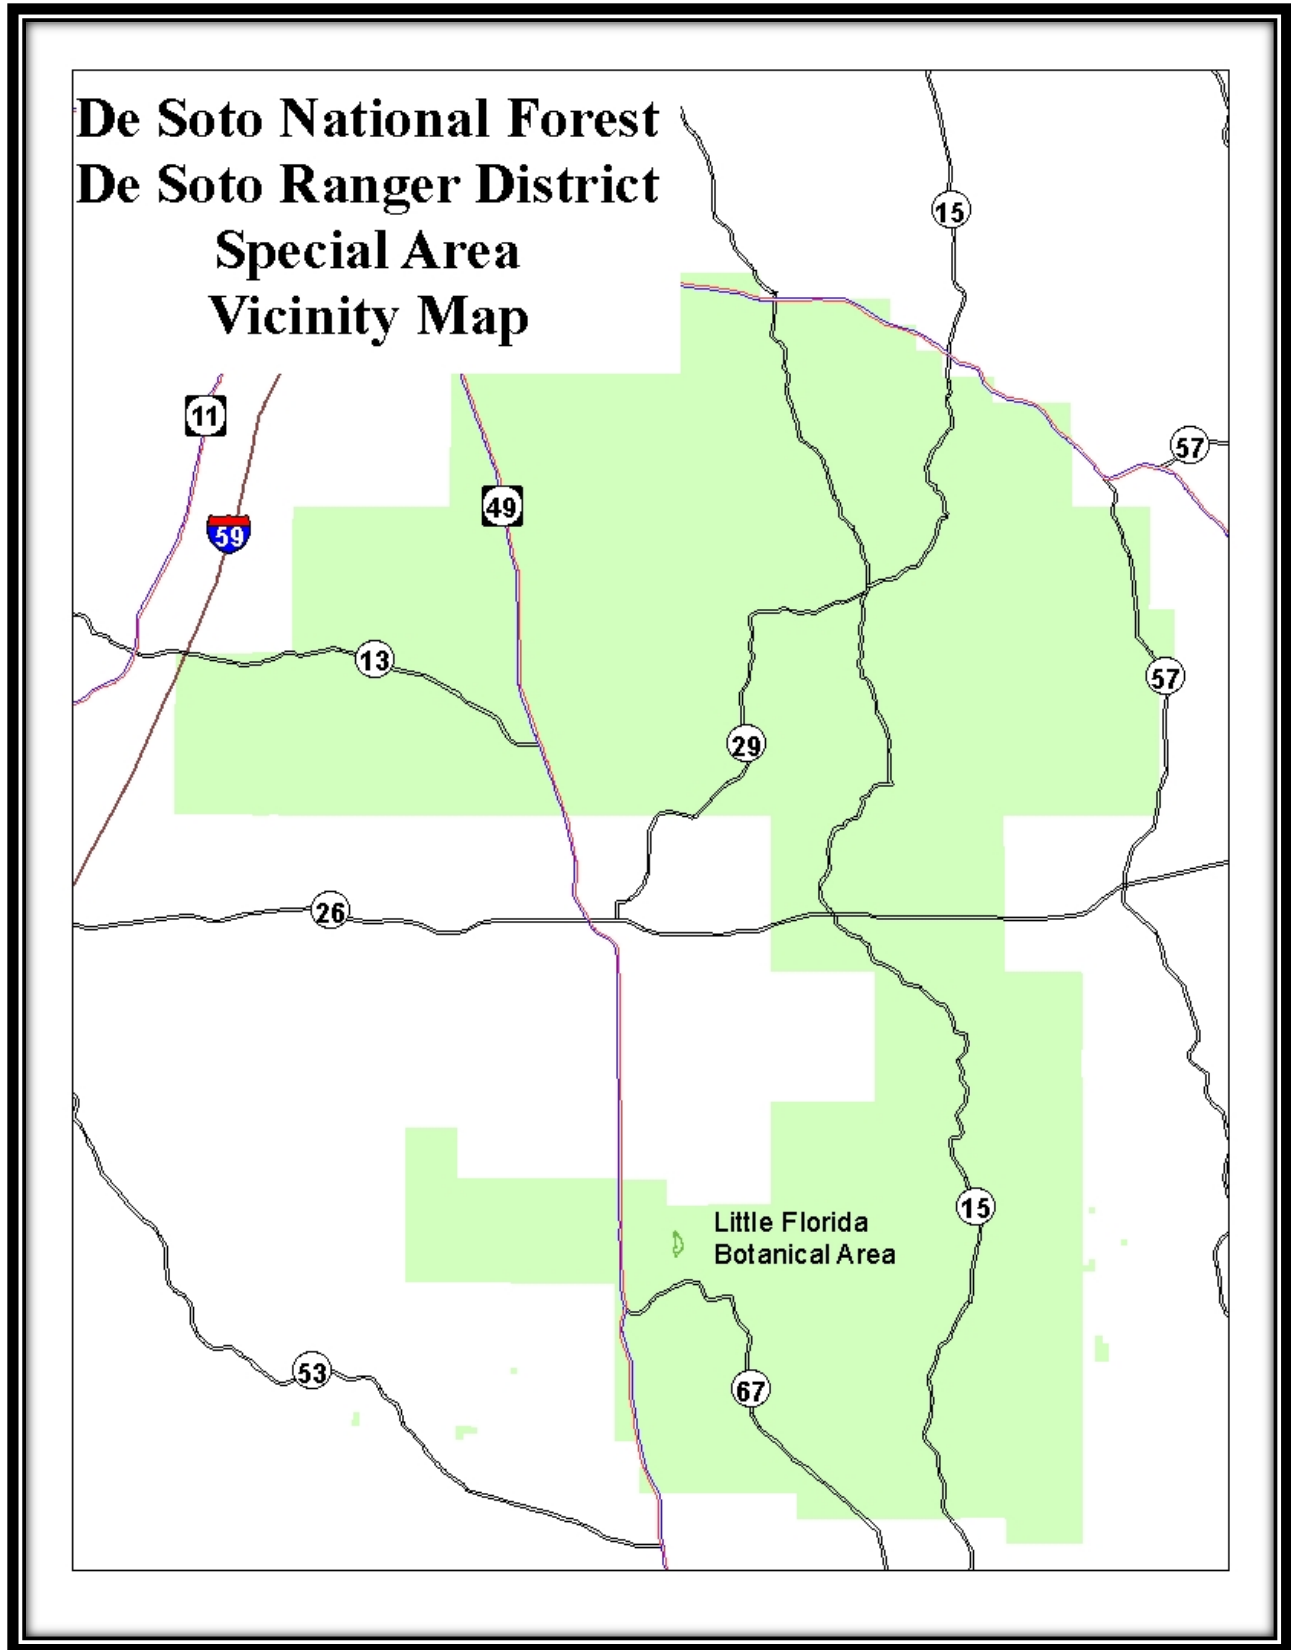 De Soto National Forest
De Soto Ranger District
Special Area
Vicinity Map
15
11
57
49
59
13
57
29
26
15
Little Florida
Botanical Area
53
67